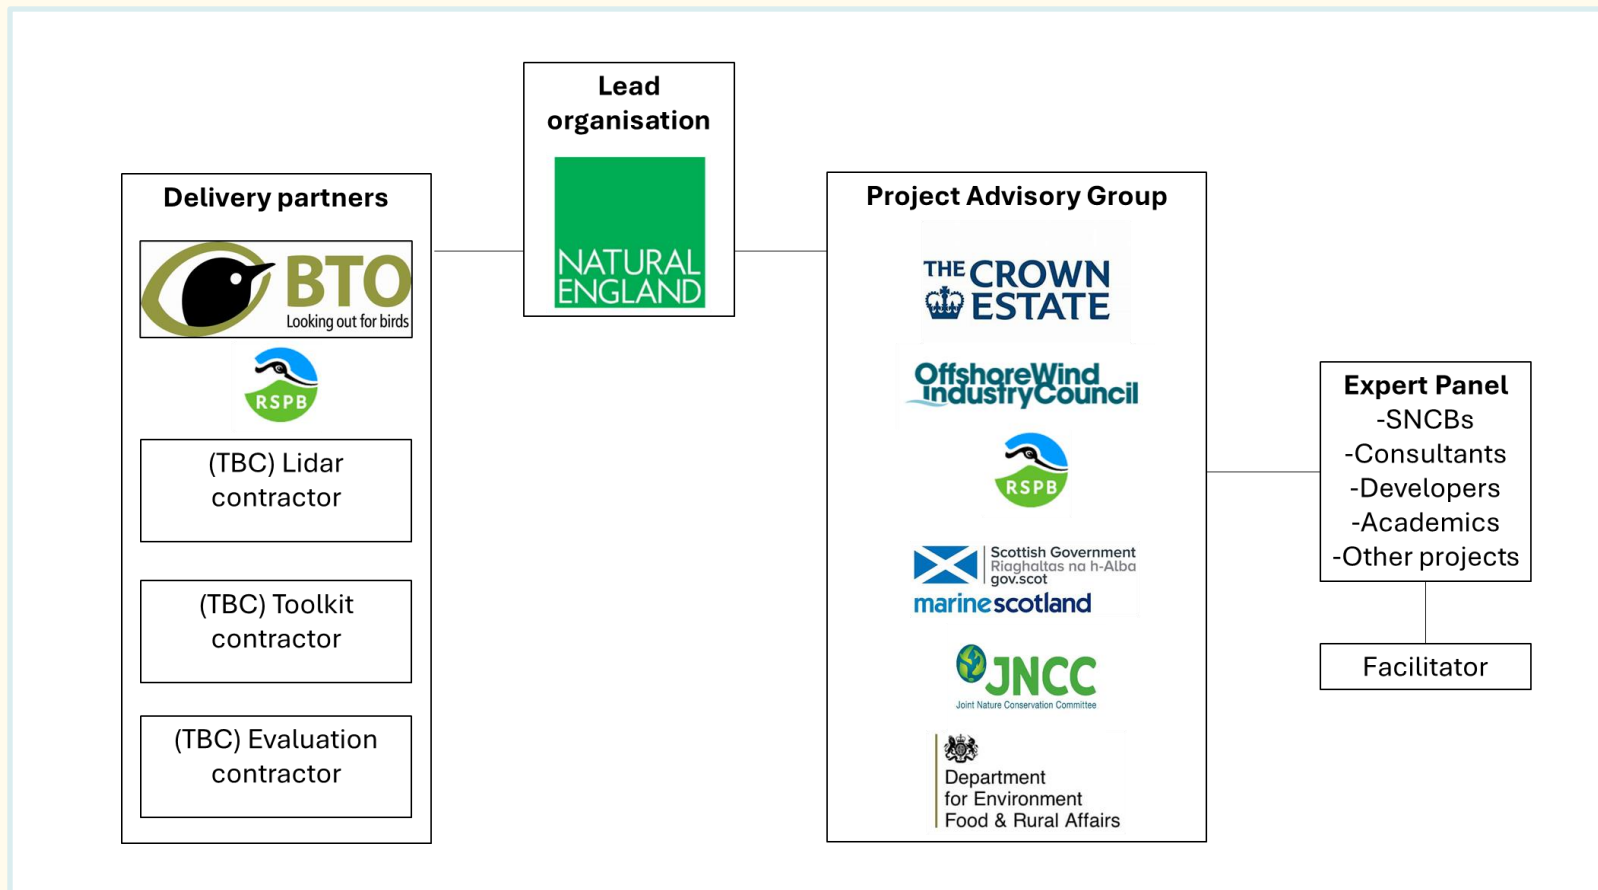 Lead
organisation
NATURAL
ENGLAND
Delivery partners
BTO
Looking out for birds
RSPB
(TBC) Lidar
contractor
(TBC) Toolkit
contractor
(TBC) Evaluation
contractor
Project Advisory Group
THE CROWN
ESTATE
OffshoreWind
IndustryCouncil
RSPB
Scottish Government
Riaghaltas na h-Alba
gov.scot
marinescotland
JNCC
Joint Nature Conservation Committee
Department
for Environment
Food & Rural Affairs
Expert Panel
-SNCBs
-Consultants
-Developers
-Academics
-Other projects
Facilitator